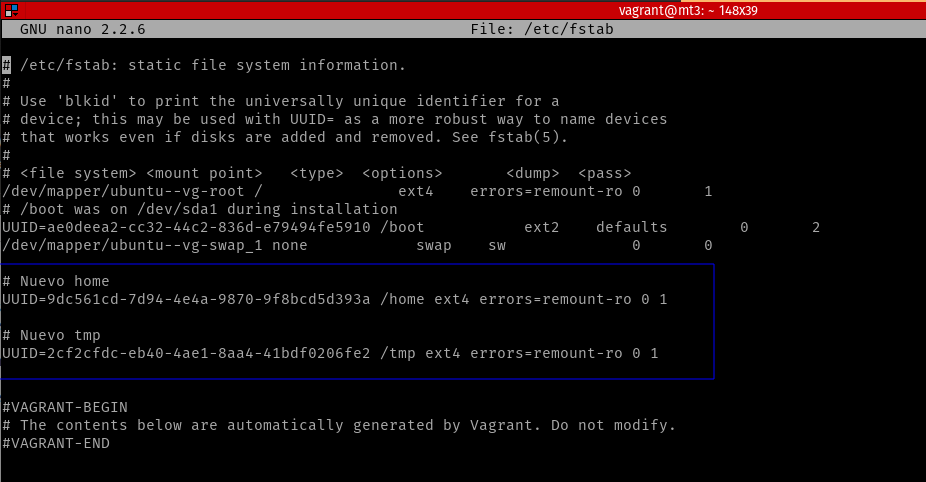 vagrant@mt3: ~ 148x39
GNU nano 2.2.6 File: /etc/fstab
# /etc/fstab: static file system information.
#
# Use 'blkid' to print the universally unique identifier for a
# device; this may be used with UUID= as a more robust way to name devices
# that works even if disks are added and removed. See fstab(5).
#
# <file system> <mount point>   <type>  <options>       <dump>  <pass>
/dev/mapper/ubuntu--vg-root /               ext4    errors=remount-ro 0       1
# /boot was on /dev/sda1 during installation
UUID=ae0deea2-cc32-44c2-836d-e79494fe5910 /boot           ext2    defaults        0       2
/dev/mapper/ubuntu--vg-swap_1 none            swap    sw              0       0
# Nuevo home
UUID=9dc561cd-7d94-4e4a-9870-9f8bcd5d393a /home ext4 errors=remount-ro 0 1
# Nuevo tmp
UUID=2cf2cfdc-eb40-4ae1-8aa4-41bdf0206fe2 /tmp ext4 errors=remount-ro 0 1
#VAGRANT-BEGIN
# The contents below are automatically generated by Vagrant. Do not modify.
#VAGRANT-END